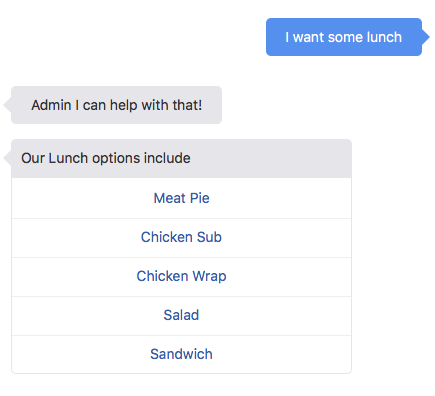 I want some lunch
Admin I can help with that!
Our Lunch options include
Meat Pie
Chicken Sub
Chicken Wrap
Salad
Sandwich